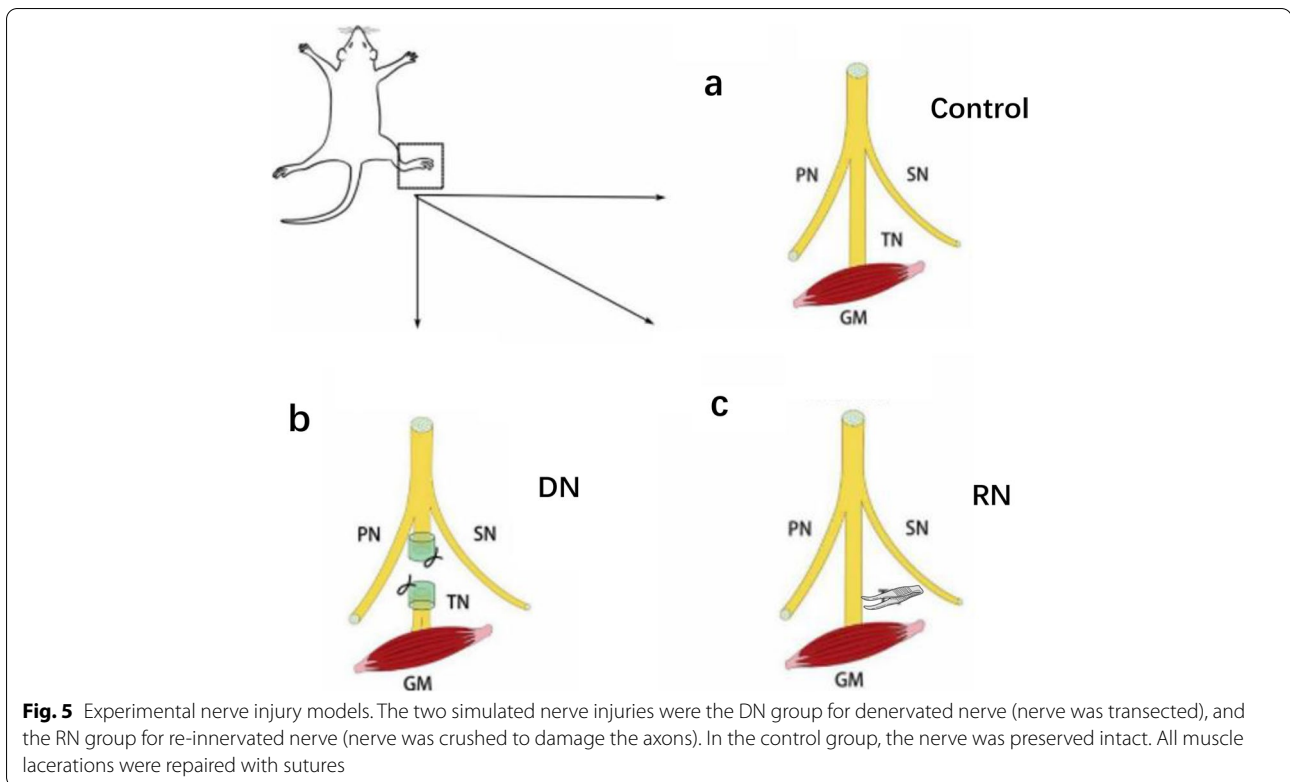 a
Control
PN
SN
TN
GM
b
DN
PN
SN
TN
GM
c
RN
PN
SN
GM
Fig. 5 Experimental nerve injury models. The two simulated nerve injuries were the DN group for denervated nerve (nerve was transected), and
the RN group for re-innervated nerve (nerve was crushed to damage the axons). In the control group, the nerve was preserved intact. All muscle
lacerations were repaired with sutures